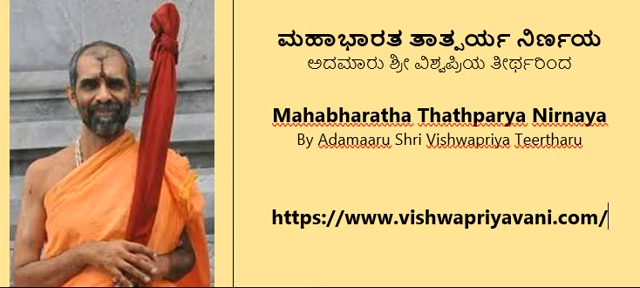 ಮಹಾಭಾರತ ತಾತ್ಪರ್ಯ ನಿರ್ಣಯ
ಅದಮಾರು ಶ್ರೀ ವಿಶ್ವಪ್ರಿಯ ತೀರ್ಥರಿಂದ
Mahabharatha Thathparya Nirnaya
By Adamaaru Shri Vishwapriya Teertharu
https://www.vishwapriyavani.com/